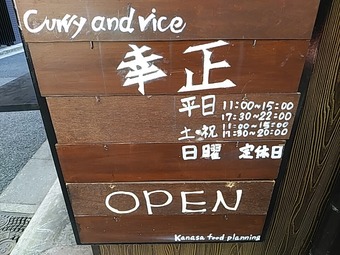 Curry and rice
幸正
平日 11:00~15:00
17:30~22:00
土・祝 11:00~15:00
17:30~20:00
日曜 定休日
OPEN
Kanasa food planning